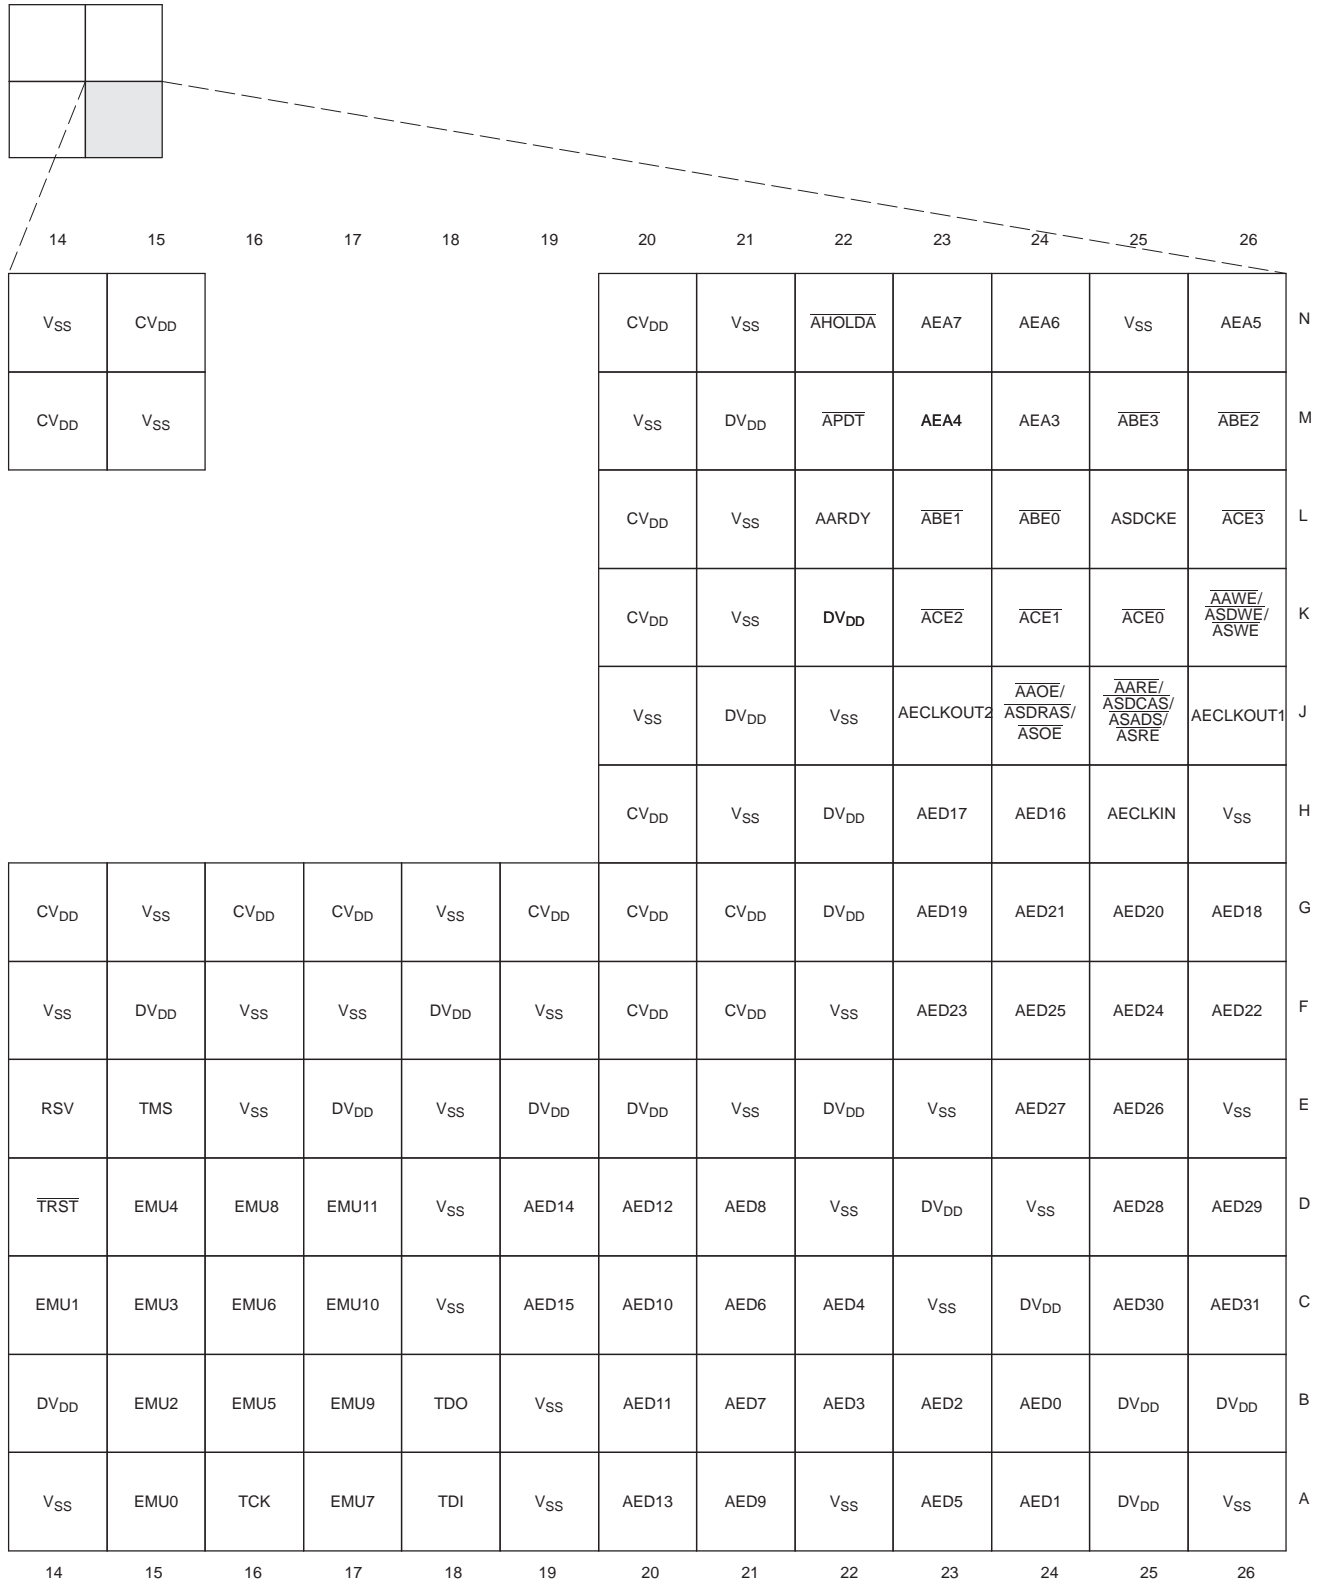 14 15 16 17 18 19 20 21 22 23 24 25 26
VSS CVDD CVDD VSS AHOLDA AEA7 AEA6 VSS AEA5 N
CVDD VSS VSS DVDD APDT AEA4 AEA3 ABE3 ABE2 M
CVDD VSS AARDY ABE1 ABE0 ASDCKE ACE3 L
CVDD VSS DVDD ACE2 ACE1 ACE0 AAWE/ ASDWE/ ASWE K
VSS DVDD VSS AECLKOUT2 AAOE/ ASDRAS/ ASOE AARE/ ASDCAS/ ASADS/ ASRE AECLKOUT1 J
CVDD VSS DVDD AED17 AED16 AECLKIN VSS H
CVDD VSS CVDD CVDD VSS CVDD CVDD CVDD DVDD AED19 AED21 AED20 AED18 G
VSS DVDD VSS VSS DVDD VSS CVDD CVDD VSS AED23 AED25 AED24 AED22 F
RSV TMS VSS DVDD VSS DVDD DVDD VSS DVDD VSS AED27 AED26 VSS E
TRST EMU4 EMU8 EMU11 VSS AED14 AED12 AED8 VSS DVDD VSS AED28 AED29 D
EMU1 EMU3 EMU6 EMU10 VSS AED15 AED10 AED6 AED4 VSS DVDD AED30 AED31 C
DVDD EMU2 EMU5 EMU9 TDO VSS AED11 AED7 AED3 AED2 AED0 DVDD DVDD B
VSS EMU0 TCK EMU7 TDI VSS AED13 AED9 VSS AED5 AED1 DVDD VSS A
14 15 16 17 18 19 20 21 22 23 24 25 26